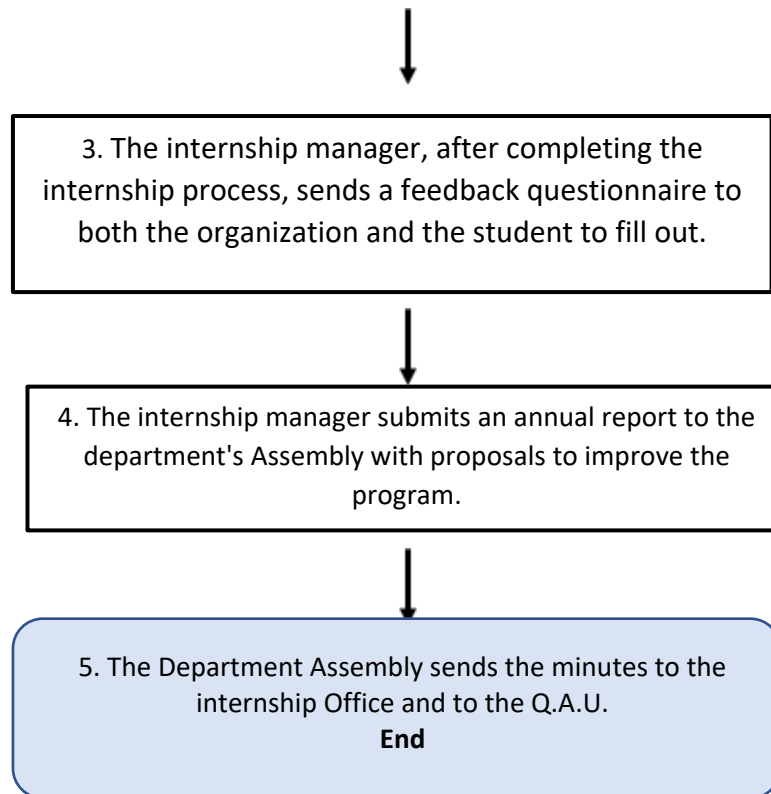 3. The internship manager, after completing the
internship process, sends a feedback questionnaire to
both the organization and the student to fill out.
4. The internship manager submits an annual report to the
department's Assembly with proposals to improve the
program.
5. The Department Assembly sends the minutes to the
internship Office and to the Q.A.U.
End